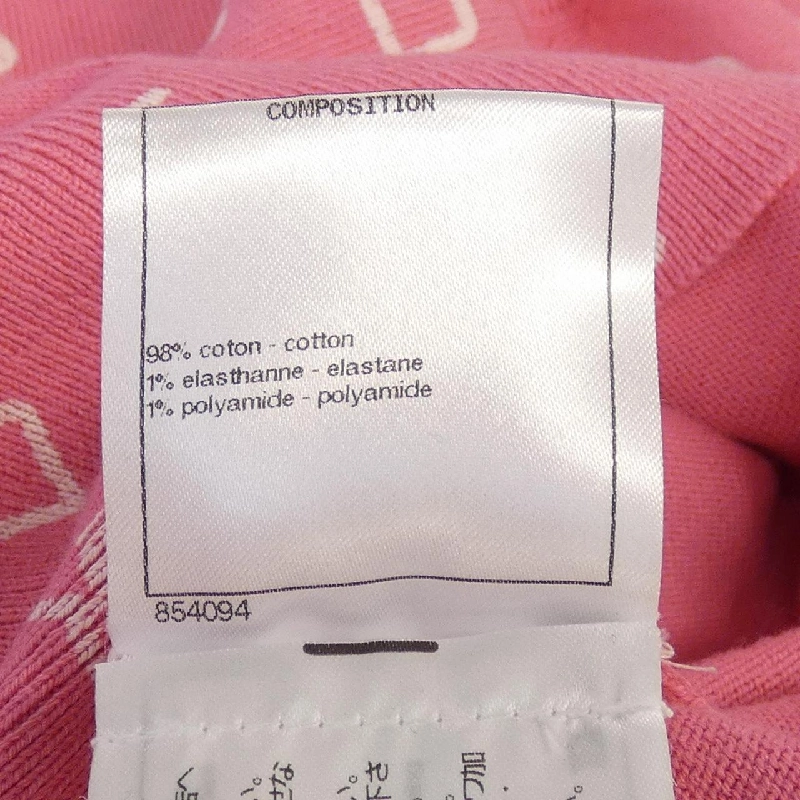 COMPOSITION
98% coton - cotton
1% elasthanne - elastane
1% polyamide - polyamide
854094